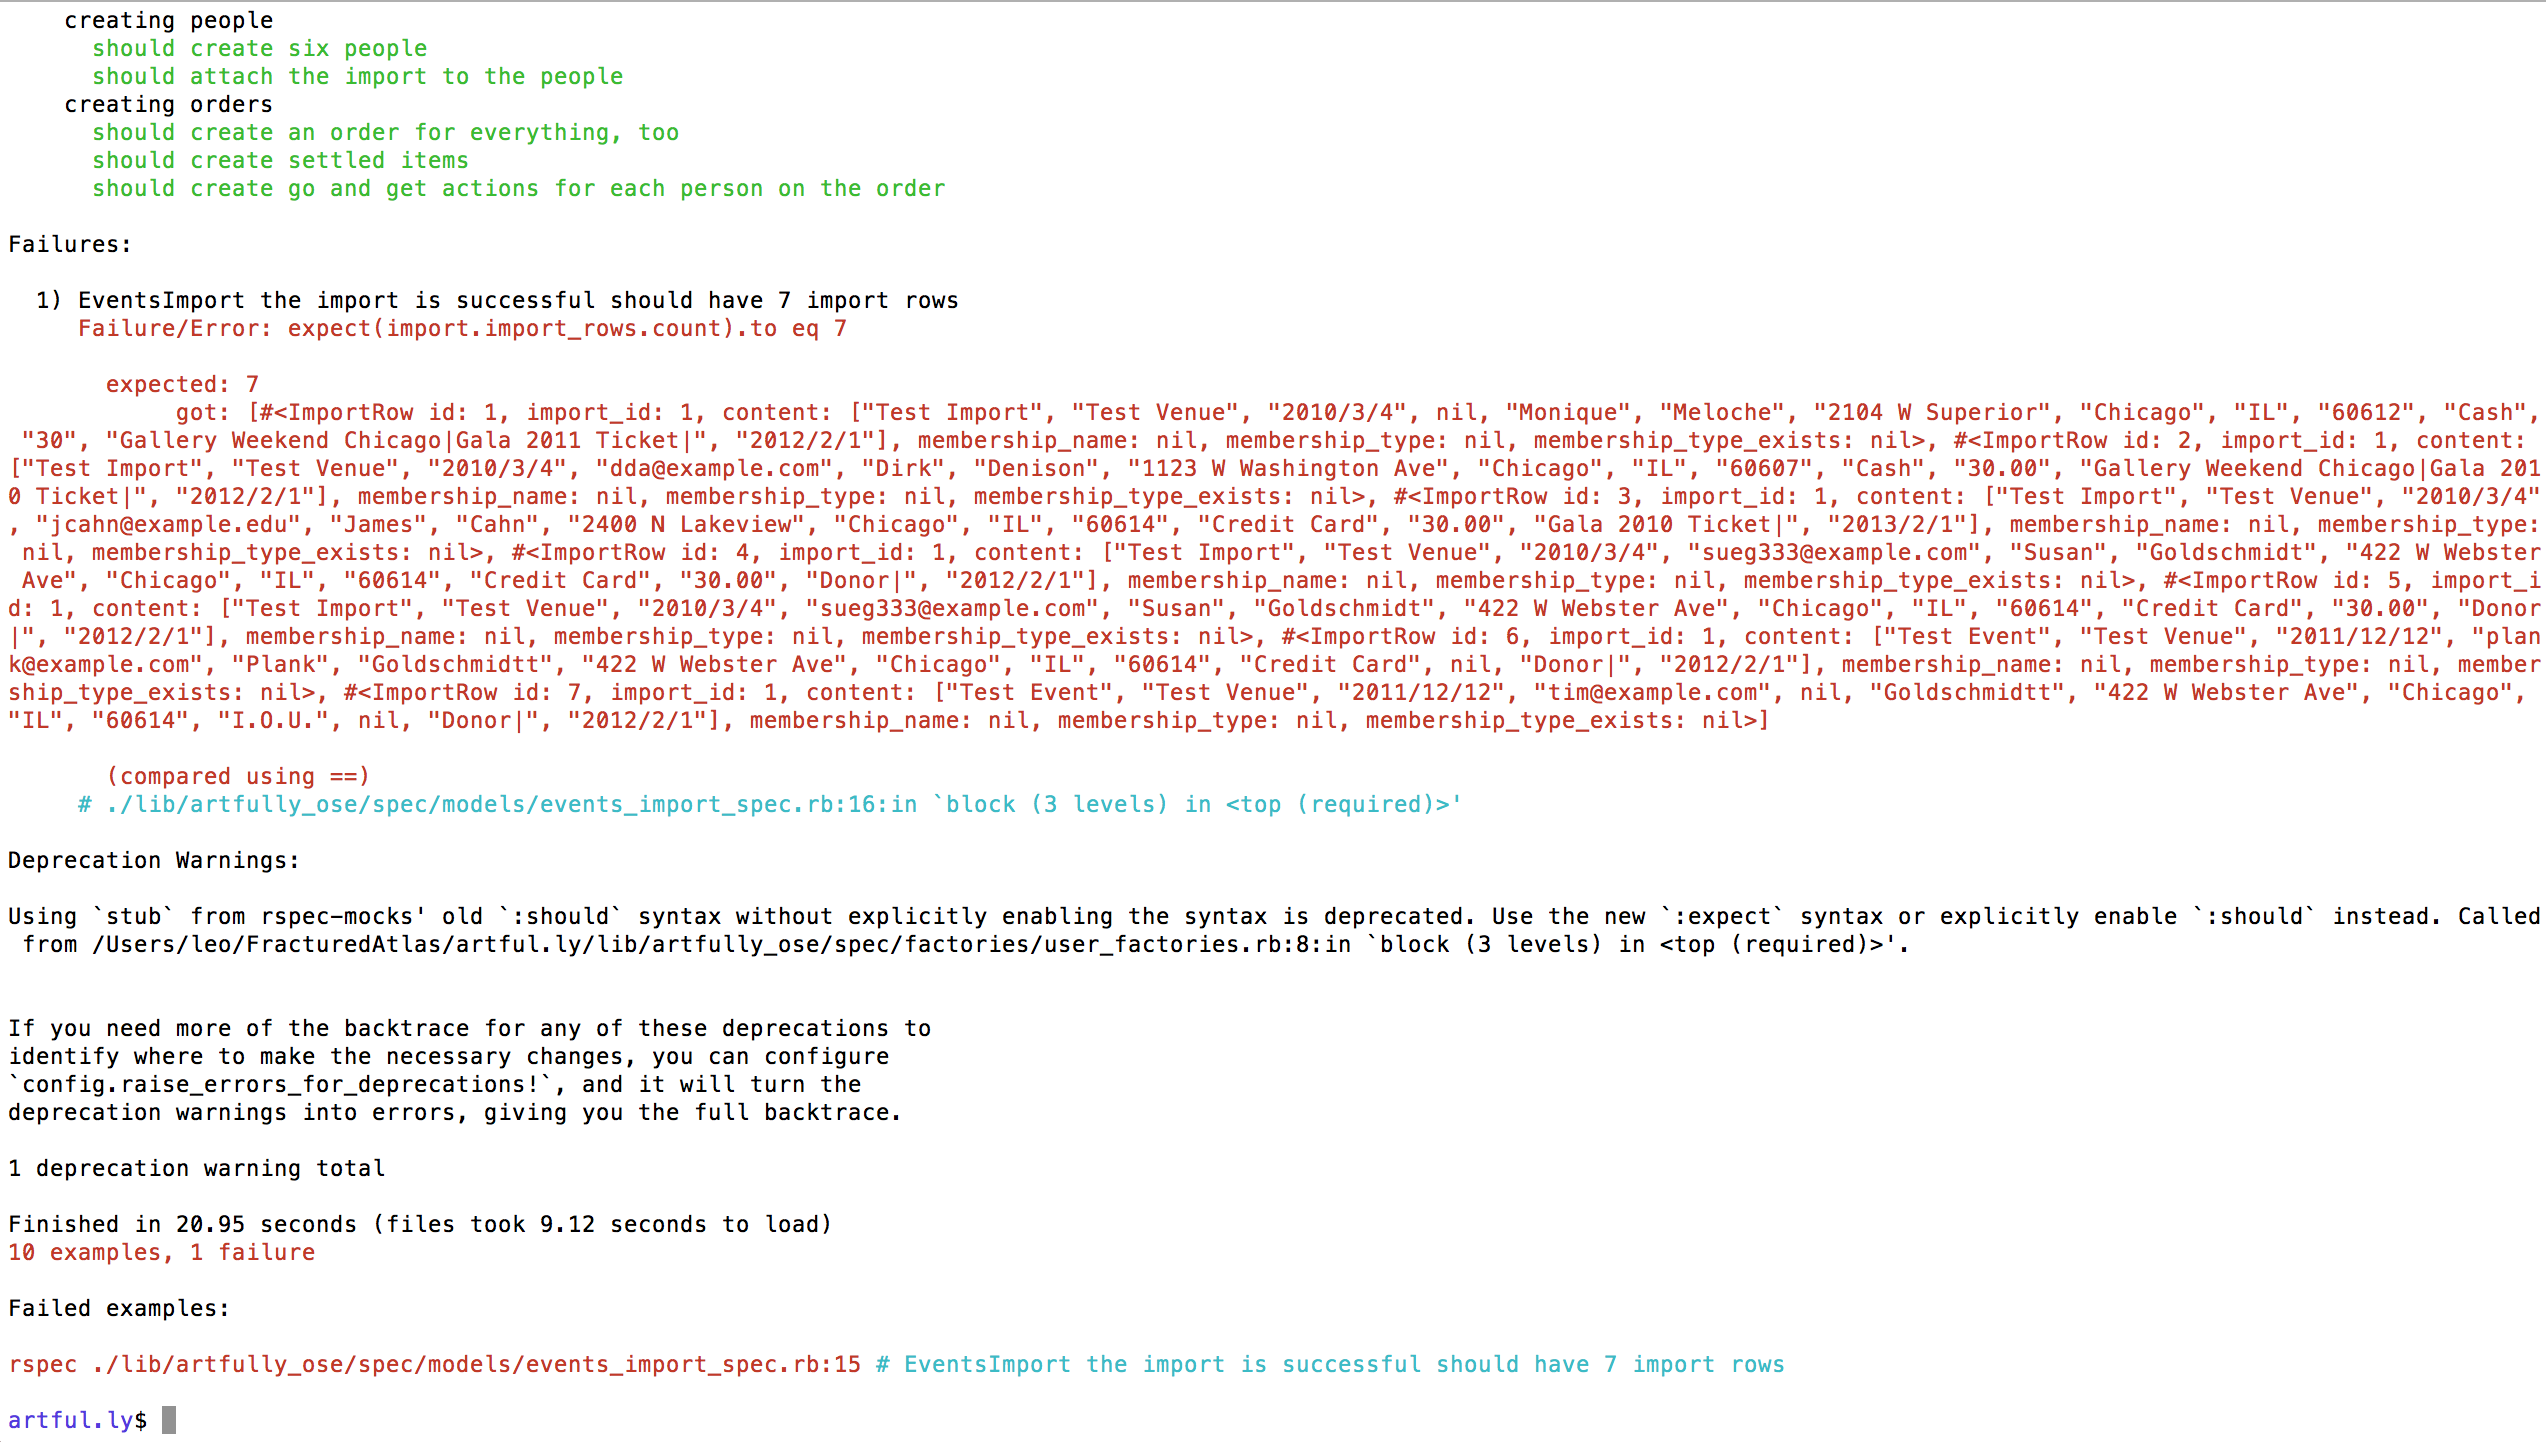 creating people
should create six people
should attach the import to the people
creating orders
should create an order for everything, too
should create settled items
should create go and get actions for each person on the order
Failures:
1) EventsImport the import is successful should have 7 import rows
Failure/Error: expect(import.import_rows.count).to eq 7
expected: 7
got: [#<ImportRow id: 1, import_id: 1, content: ["Test Import", "Test Venue", "2010/3/4", nil, "Monique", "Meloche", "2104 W Superior", "Chicago", "IL", "60612", "Cash",
"30", "Gallery Weekend Chicago|Gala 2011 Ticket|", "2012/2/1"], membership_name: nil, membership_type: nil, membership_type_exists: nil>, #<ImportRow id: 2, import_id: 1, content:
["Test Import", "Test Venue", "2010/3/4", "dda@example.com", "Dirk", "Denison", "1123 W Washington Ave", "Chicago", "IL", "60607", "Cash", "30.00", "Gallery Weekend Chicago|Gala 201
0 Ticket|", "2012/2/1"], membership_name: nil, membership_type: nil, membership_type_exists: nil>, #<ImportRow id: 3, import_id: 1, content: ["Test Import", "Test Venue", "2010/3/4"
, "jcahn@example.edu", "James", "Cahn", "2400 N Lakeview", "Chicago", "IL", "60614", "Credit Card", "30.00", "Gala 2010 Ticket|", "2013/2/1"], membership_name: nil, membership_type:
nil, membership_type_exists: nil>, #<ImportRow id: 4, import_id: 1, content: ["Test Import", "Test Venue", "2010/3/4", "sueg333@example.com", "Susan", "Goldschmidt", "422 W Webster
Ave", "Chicago", "IL", "60614", "Credit Card", "30.00", "Donor|", "2012/2/1"], membership_name: nil, membership_type: nil, membership_type_exists: nil>, #<ImportRow id: 5, import_i
d: 1, content: ["Test Import", "Test Venue", "2010/3/4", "sueg333@example.com", "Susan", "Goldschmidt", "422 W Webster Ave", "Chicago", "IL", "60614", "Credit Card", "30.00", "Donor
|", "2012/2/1"], membership_name: nil, membership_type: nil, membership_type_exists: nil>, #<ImportRow id: 6, import_id: 1, content: ["Test Event", "Test Venue", "2011/12/12", "plan
k@example.com", "Plank", "Goldschmidtt", "422 W Webster Ave", "Chicago", "IL", "60614", "Credit Card", nil, "Donor|", "2012/2/1"], membership_name: nil, membership_type: nil, member
ship_type_exists: nil>, #<ImportRow id: 7, import_id: 1, content: ["Test Event", "Test Venue", "2011/12/12", "tim@example.com", nil, "Goldschmidtt", "422 W Webster Ave", "Chicago",
"IL", "60614", "I.O.U.", nil, "Donor|", "2012/2/1"], membership_name: nil, membership_type: nil, membership_type_exists: nil>]
(compared using ==)
# ./lib/artfully_ose/spec/models/events_import_spec.rb:16:in `block (3 levels) in <top (required)>'
Deprecation Warnings:
Using `stub` from rspec-mocks' old `:should` syntax without explicitly enabling the syntax is deprecated. Use the new `:expect` syntax or explicitly enable `:should` instead. Called
from /Users/leo/FracturedAtlas/artful.ly/lib/artfully_ose/spec/factories/user_factories.rb:8:in `block (3 levels) in <top (required)>'.
If you need more of the backtrace for any of these deprecations to
identify where to make the necessary changes, you can configure
`config.raise_errors_for_deprecations!`, and it will turn the
deprecation warnings into errors, giving you the full backtrace.
1 deprecation warning total
Finished in 20.95 seconds (files took 9.12 seconds to load)
10 examples, 1 failure
Failed examples:
rspec ./lib/artfully_ose/spec/models/events_import_spec.rb:15 # EventsImport the import is successful should have 7 import rows
artful.ly$